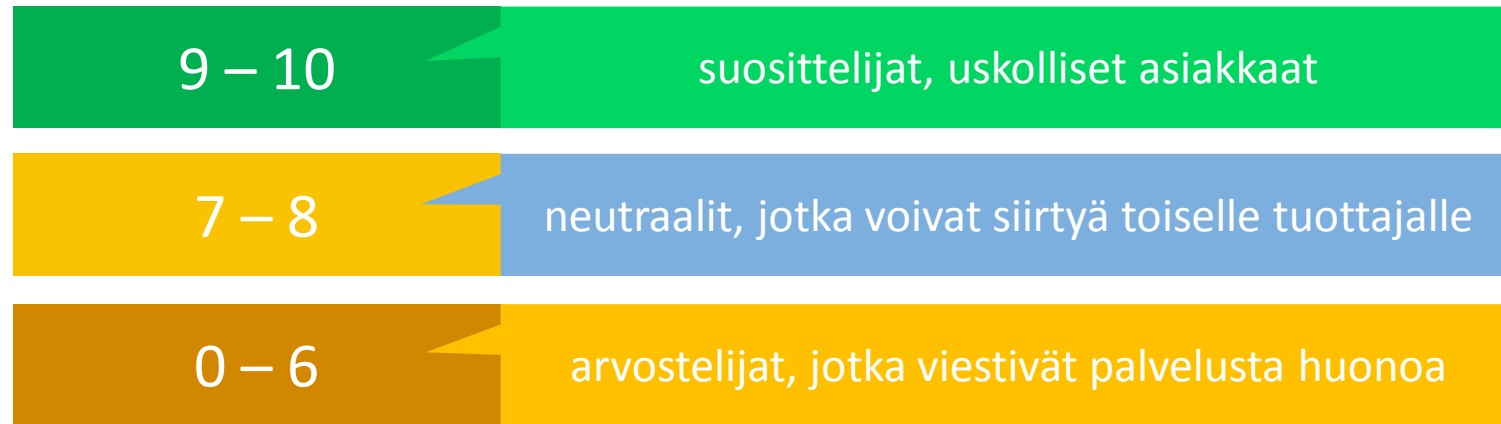 9 – 10
suosittelijat, uskolliset asiakkaat
7 – 8
neutraalit, jotka voivat siirtyä toiselle tuottajalle
0 – 6
arvostelijat, jotka viestivät palvelusta huonoa